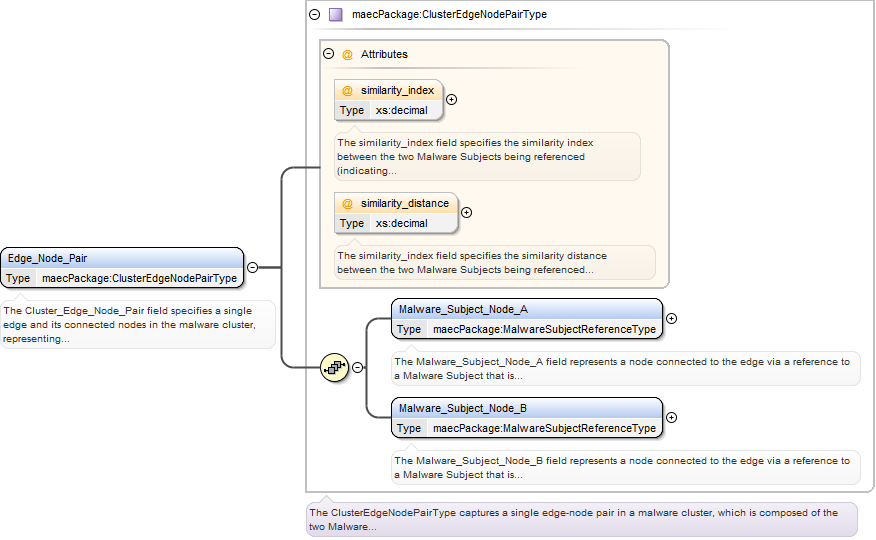 maecPackage:ClusterEdgeNodePairType
@ Attributes
@ similarity_index
Type xs:decimal
The similarity_index field specifies the similarity index
between the two Malware Subjects being referenced
(indicating...
@ similarity_distance
Type xs:decimal
The similarity_index field specifies the similarity distance
between the two Malware Subjects being referenced...
Edge_Node_Pair
Type maecPackage:ClusterEdgeNodePairType
The Cluster_Edge_Node_Pair field specifies a single
edge and its connected nodes in the malware cluster,
representing...
Malware_Subject_Node_A
Type maecPackage:MalwareSubjectReferenceType
The Malware_Subject_Node_A field represents a node connected to the edge via a reference to
a Malware Subject that is...
Malware_Subject_Node_B
Type maecPackage:MalwareSubjectReferenceType
The Malware_Subject_Node_B field represents a node connected to the edge via a reference to
a Malware Subject that is...
The ClusterEdgeNodePairType captures a single edge-node pair in a malware cluster, which is composed of the
two Malware...